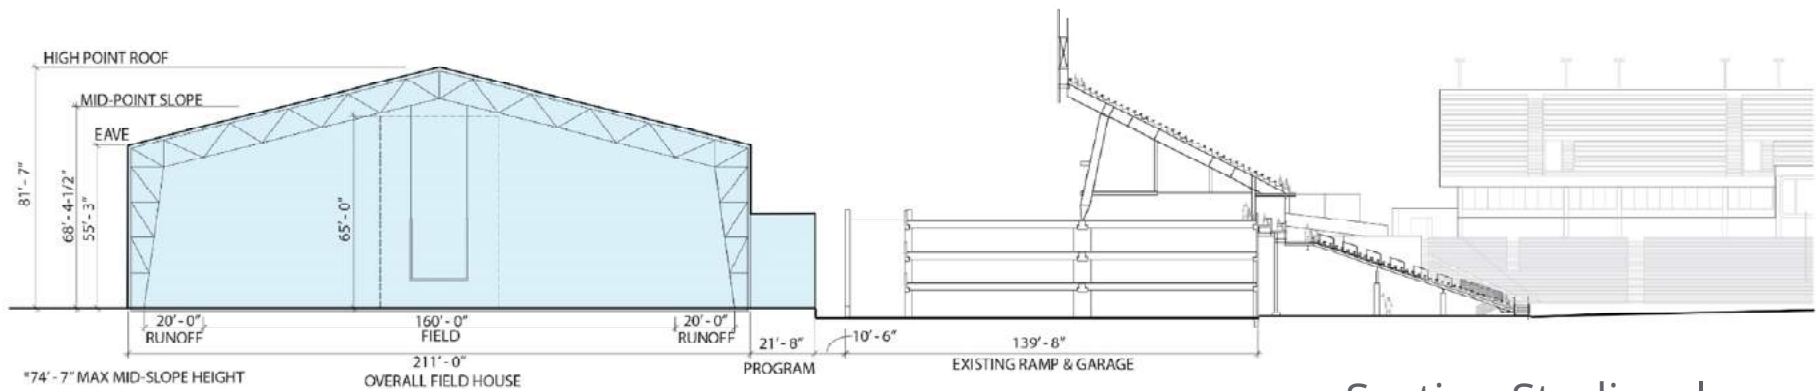 HIGH POINT ROOF
MID-POINT SLOPE
EAVE
81' - 7"
68' - 4-1/2"
55' - 3"
65' - 0"
20' - 0"
RUNOFF
160' - 0"
FIELD
20' - 0"
RUNOFF
21' - 8"
PROGRAM
10' - 6"
139' - 8"
EXISTING RAMP & GARAGE
211' - 0"
OVERALL FIELD HOUSE
*74' - 7" MAX MID-SLOPE HEIGHT